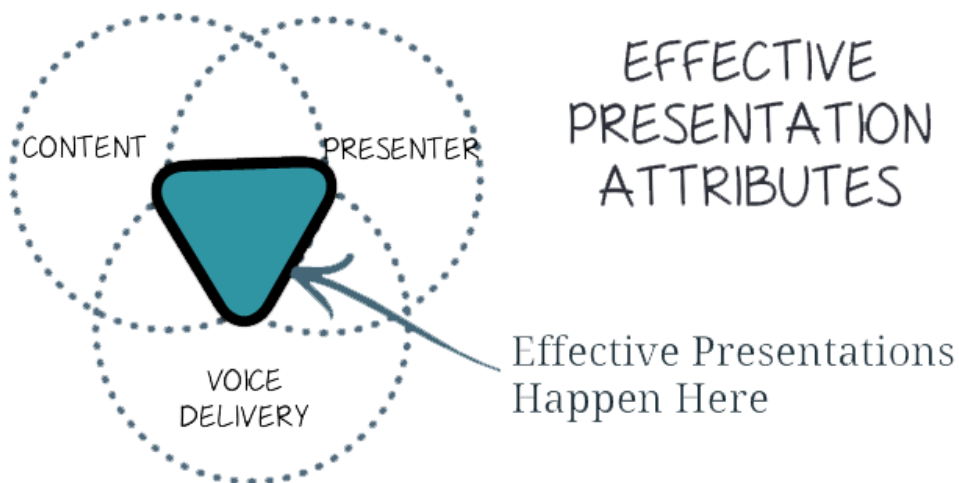 EFFECTIVE
PRESENTATION
ATTRIBUTES
CONTENT
PRESENTER
VOICE
DELIVERY
Effective Presentations
Happen Here